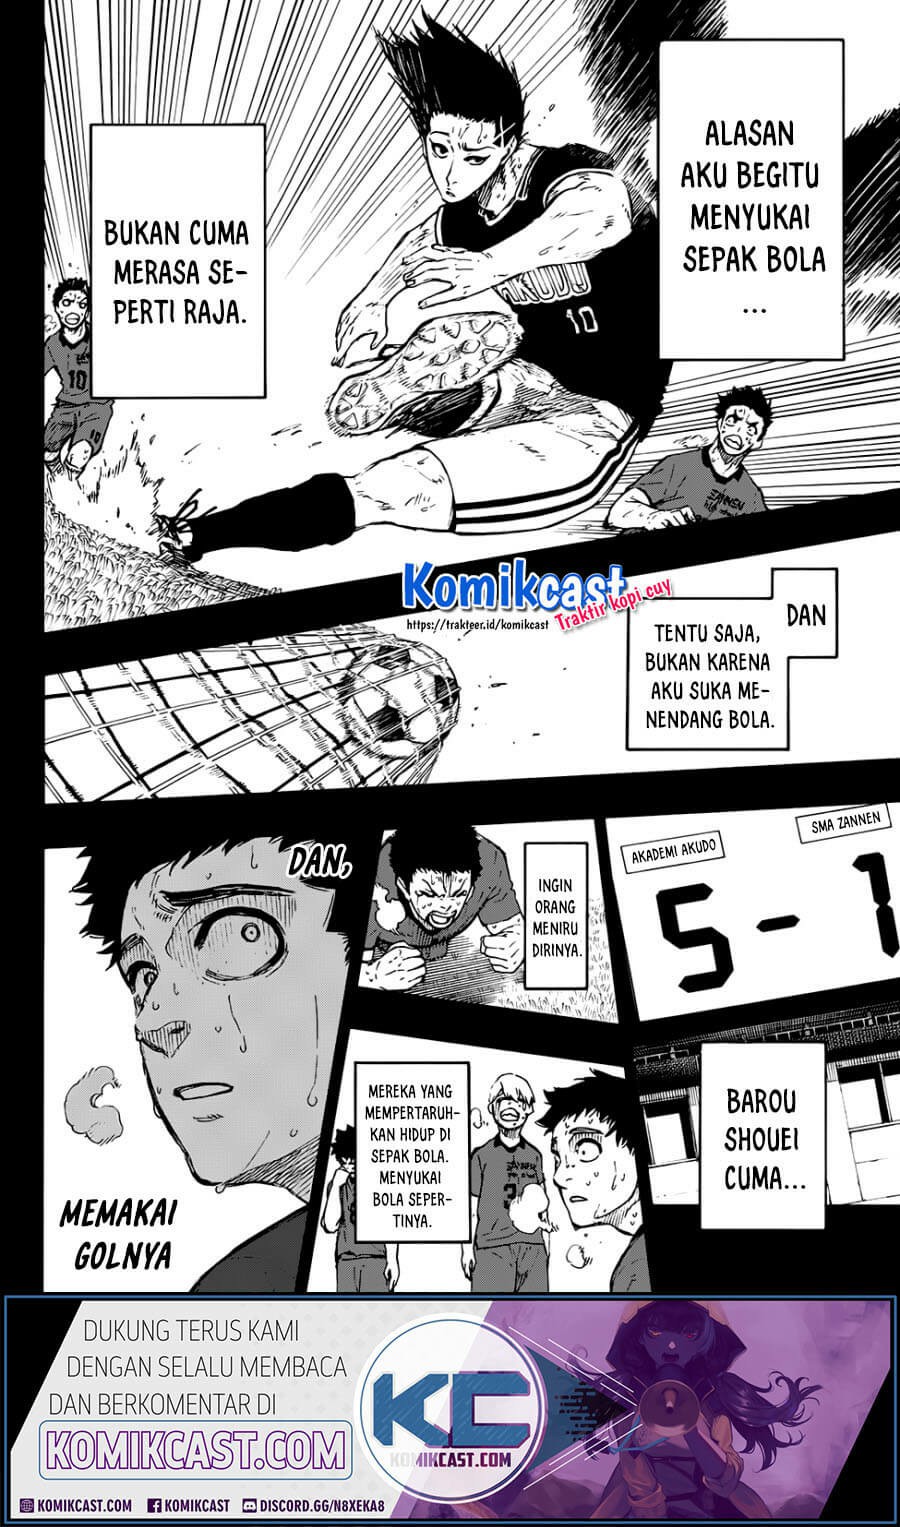 ALASAN
AKU BEGITU
MENYUKAI
SEPAK BOLA
...
BUKAN CUMA
MERASA SE-
PERTI RAJA.
AKUDO
10
10
10
ZANNEN
Komikcast
Traktir kopi cuy
https://trakteer.id/komikcast
DAN
TENTU SAJA,
BUKAN KARENA
AKU SUKA ME-
NENDANG BOLA.
AKADEMI AKUDO
SMA ZANNEN
5-1
INGIN
ORANG
MENIRU
DIRINYA.
DAN,
BAROU
SHOUEI
CUMA...
MEREKA YANG
MEMPERTARUH-
KAN HIDUP DI
SEPAK BOLA.
MENYUKAI
BOLA SEPER-
TINYA.
3
MEMAKAI
GOLNYA
DUKUNG TERUS KAMI
DENGAN SELALU MEMBACA
DAN BERKOMENTAR DI
KOMIKCAST.COM
KC
KOMIKCAST.COM
KOMIKCAST.COM
KOMIKCAST
DISCORD.GG/N8XEKA8